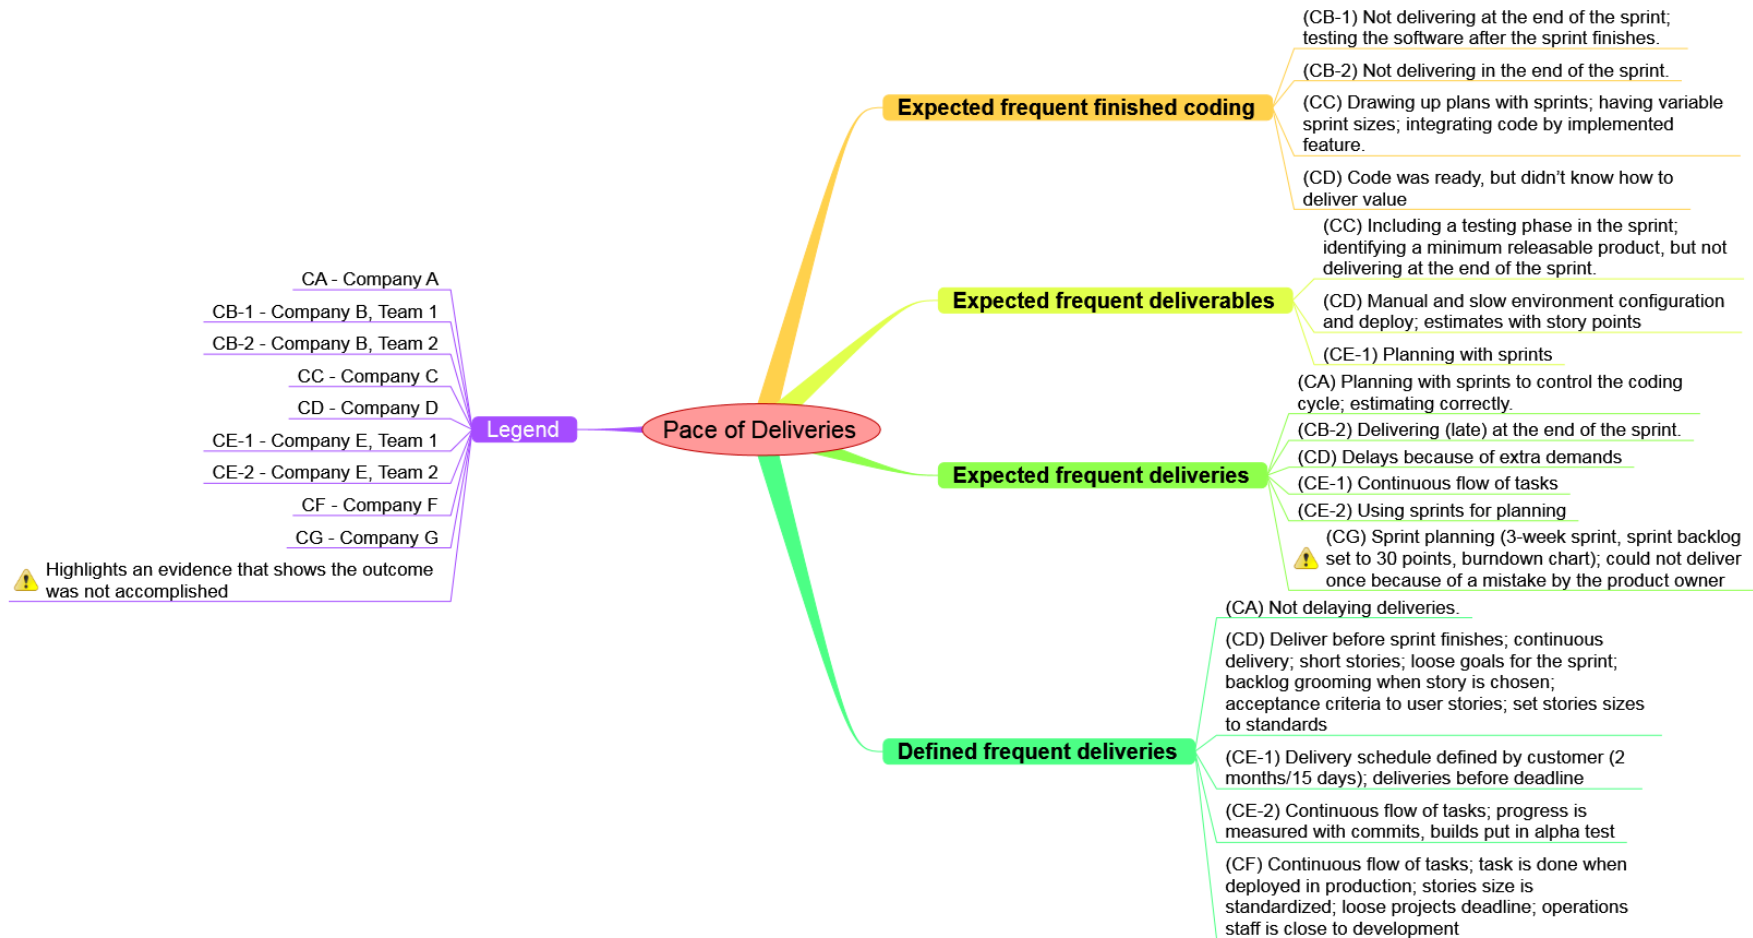 (CB-1) Not delivering at the end of the sprint;
testing the software after the sprint finishes.
(CB-2) Not delivering in the end of the sprint.
Expected frequent finished coding
(CC) Drawing up plans with sprints; having variable
sprint sizes; integrating code by implemented
feature.
(CD) Code was ready, but didn’t know how to
deliver value
(CC) Including a testing phase in the sprint;
identifying a minimum releasable product, but not
delivering at the end of the sprint.
Expected frequent deliverables
(CD) Manual and slow environment configuration
and deploy; estimates with story points
(CE-1) Planning with sprints
(CA) Planning with sprints to control the coding
cycle; estimating correctly.
(CB-2) Delivering (late) at the end of the sprint.
(CD) Delays because of extra demands
Expected frequent deliveries
(CE-1) Continuous flow of tasks
(CE-2) Using sprints for planning
(CG) Sprint planning (3-week sprint, sprint backlog
set to 30 points, burndown chart); could not deliver
once because of a mistake by the product owner
(CA) Not delaying deliveries.
(CD) Deliver before sprint finishes; continuous
delivery; short stories; loose goals for the sprint;
backlog grooming when story is chosen;
acceptance criteria to user stories; set stories sizes
to standards
Defined frequent deliveries
(CE-1) Delivery schedule defined by customer (2
months/15 days); deliveries before deadline
(CE-2) Continuous flow of tasks; progress is
measured with commits, builds put in alpha test
(CF) Continuous flow of tasks; task is done when
deployed in production; stories size is
standardized; loose projects deadline; operations
staff is close to development
Pace of Deliveries
Legend
CA - Company A
CB-1 - Company B, Team 1
CB-2 - Company B, Team 2
CC - Company C
CD - Company D
CE-1 - Company E, Team 1
CE-2 - Company E, Team 2
CF - Company F
CG - Company G
Highlights an evidence that shows the outcome
was not accomplished